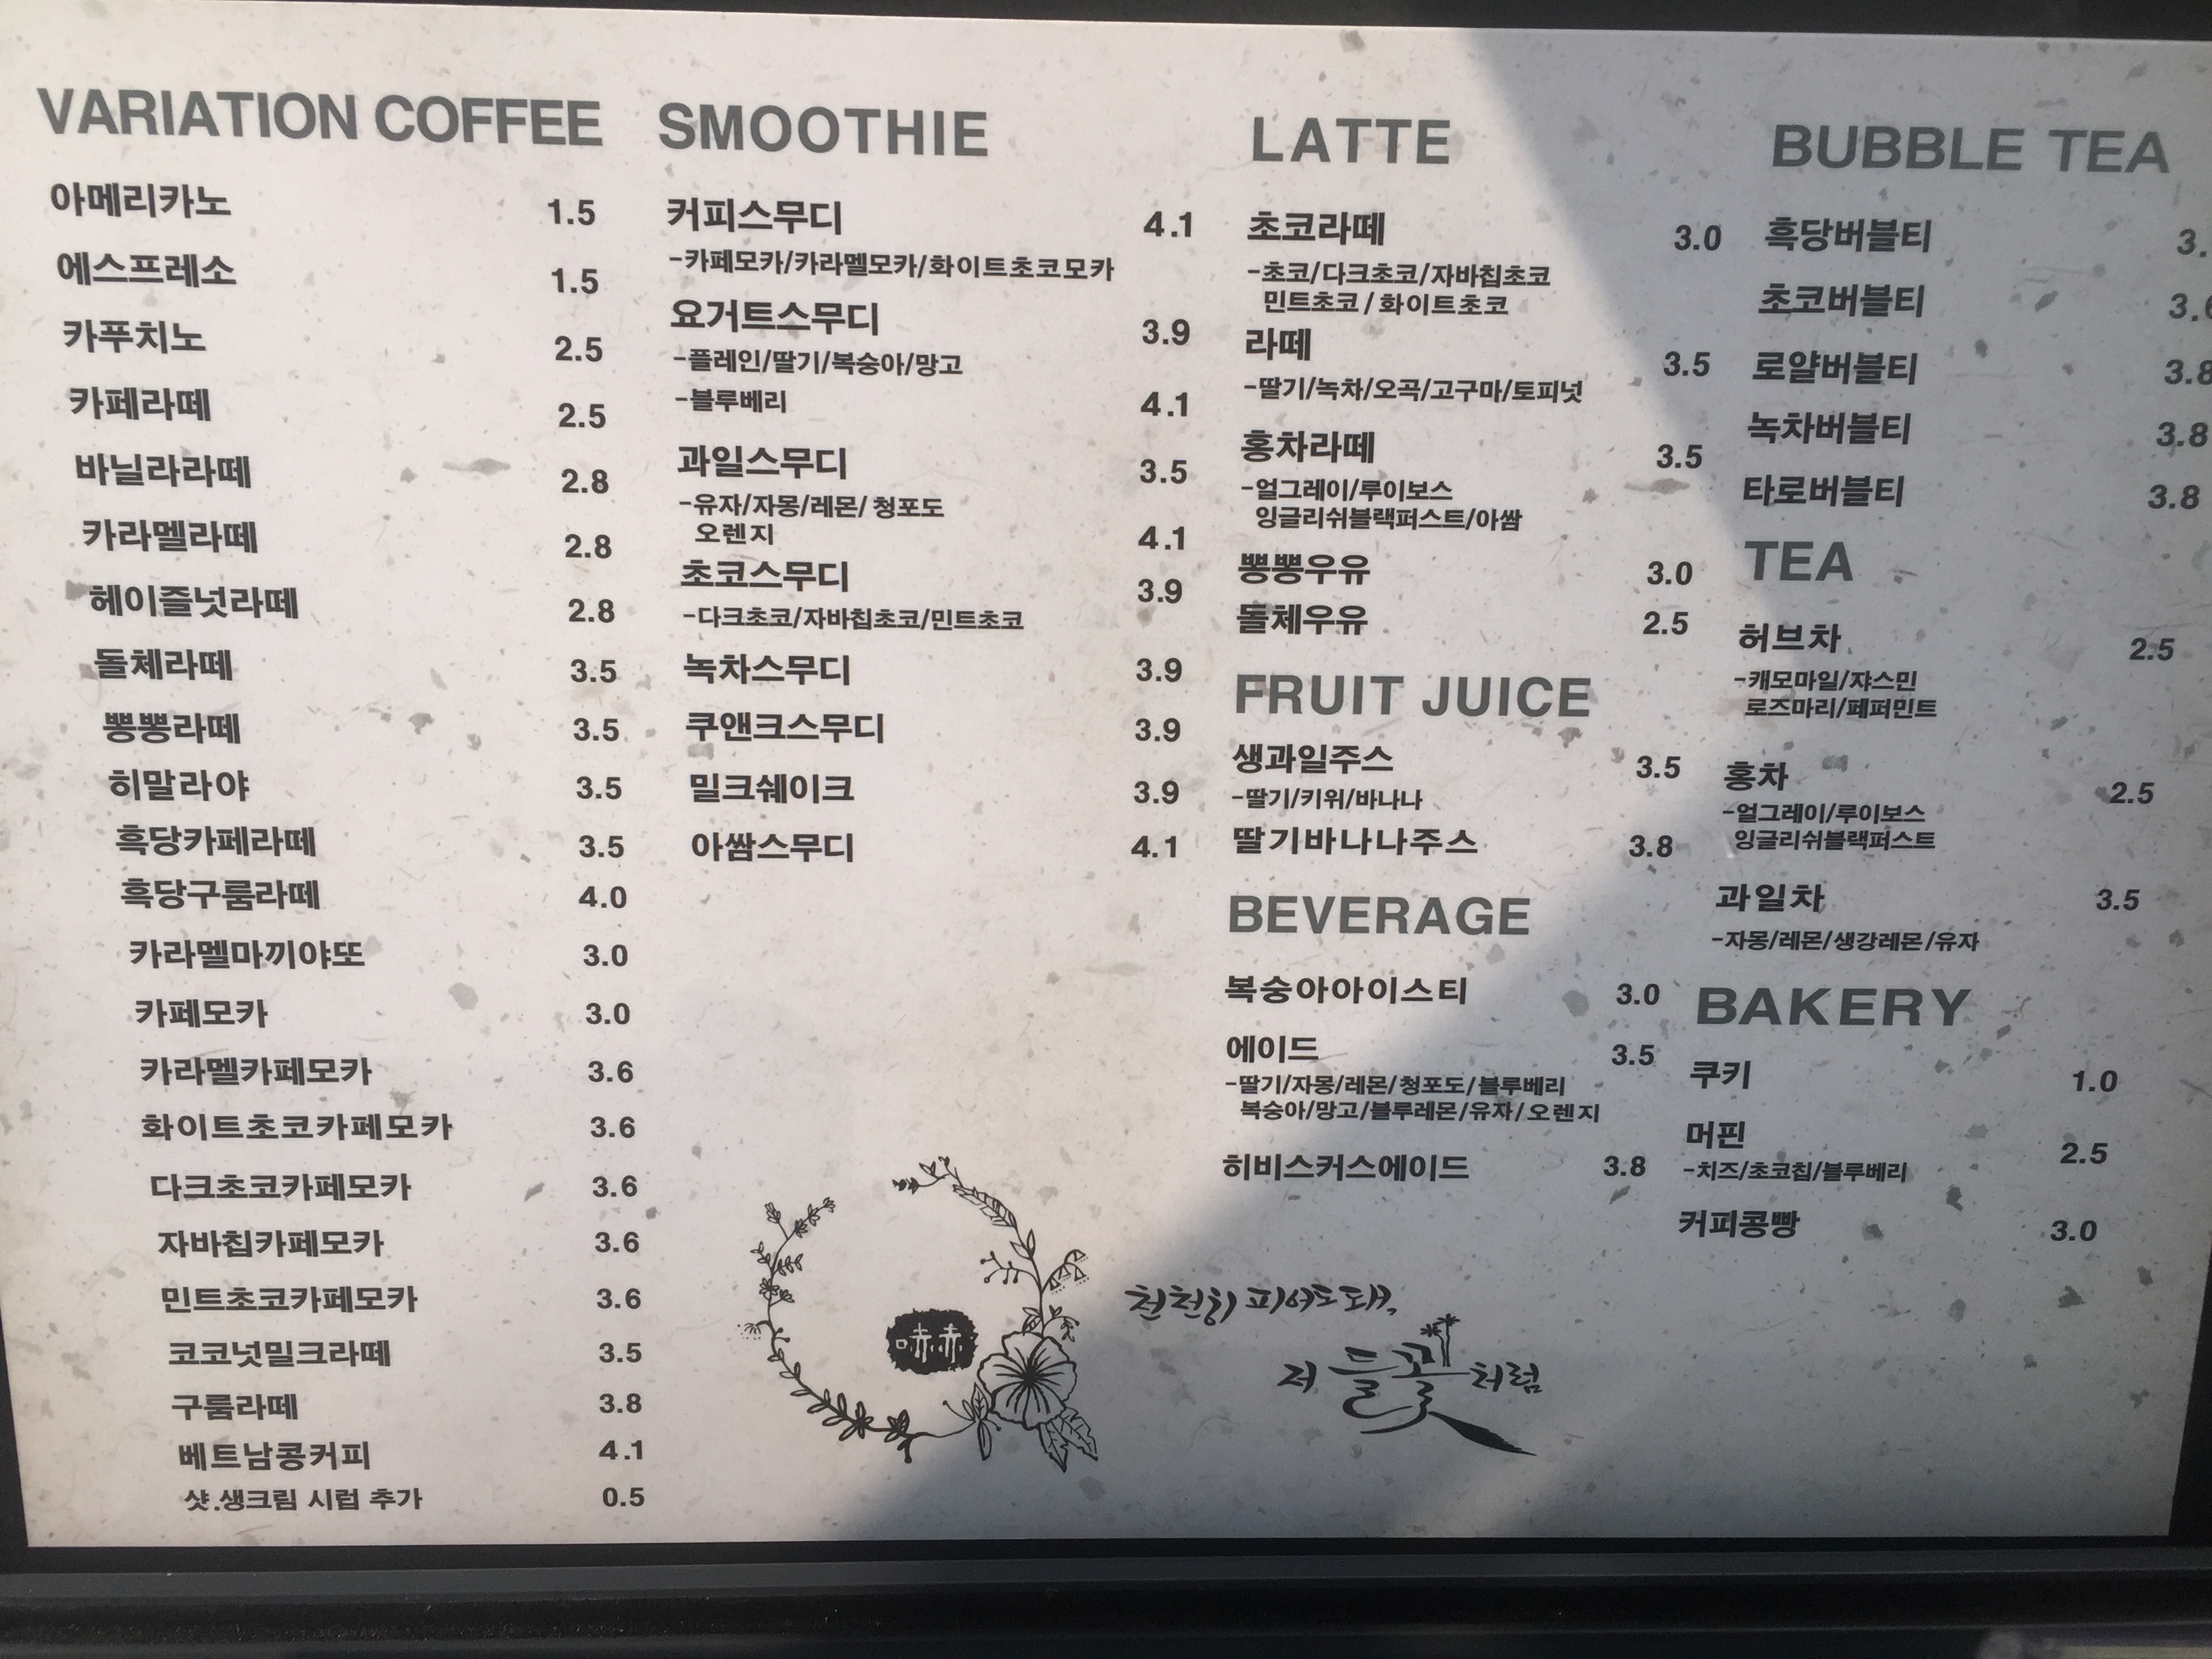 VARIATION COFFEE
아메리카노 1.5
에스프레소 1.5
카푸치노 2.5
카페라떼 2.5
바닐라라떼 2.8
카라멜라떼 2.8
헤이즐넛라떼 2.8
돌체라떼 3.5
뽕뽕라떼 3.5
히말라야 3.5
흑당카페라떼 3.5
흑당구름라떼 4.0
카라멜마끼야또 3.0
카페모카 3.0
카라멜카페모카 3.6
화이트초코카페모카 3.6
다크초코카페모카 3.6
자바칩카페모카 3.6
민트초코카페모카 3.6
코코넛밀크라떼 3.5
구름라떼 3.8
베트남콩커피 4.1
샷.생크림 시럽 추가 0.5
SMOOTHIE
커피스무디 4.1
-카페모카/카라멜모카/화이트초코모카
요거트스무디 3.9
-플레인/딸기/복숭아/망고
-블루베리 4.1
과일스무디 3.5
-유자/자몽/레몬/ 청포도
오렌지 4.1
초코스무디 3.9
-다크초코/자바칩초코/민트초코
녹차스무디 3.9
쿠앤크스무디 3.9
밀크쉐이크 3.9
아쌈스무디 4.1
LATTE
초코라떼 3.0
-초코/다크초코/자바칩초코
민트초코/화이트초코
라떼 3.5
-딸기/녹차/오곡/고구마/토피넛
홍차라떼 3.5
-얼그레이/루이보스
잉글리쉬블랙퍼스트/아쌈
뽕뽕우유 3.0
돌체우유 2.5
FRUIT JUICE
생과일주스 3.5
-딸기/키위/바나나
딸기바나나주스 3.8
BEVERAGE
복숭아아이스티 3.0
에이드 3.5
-딸기/자몽/레몬/청포도/블루베리
복숭아/망고/블루레몬/유자/오렌지
히비스커스에이드 3.8
천천히 피어도 돼,
저 들꽃처럼
BUBBLE TEA
흑당버블티 3.
초코버블티 3.6
로얄버블티 3.8
녹차버블티 3.8
타로버블티 3.8
TEA
허브차 2.5
-캐모마일/쟈스민
로즈마리/페퍼민트
홍차 2.5
-얼그레이/루이보스
잉글리쉬블랙퍼스트
과일차 3.5
-자몽/레몬/생강레몬/유자
BAKERY
쿠키 1.0
머핀 2.5
-치즈/초코칩/블루베리
커피콩빵 3.0